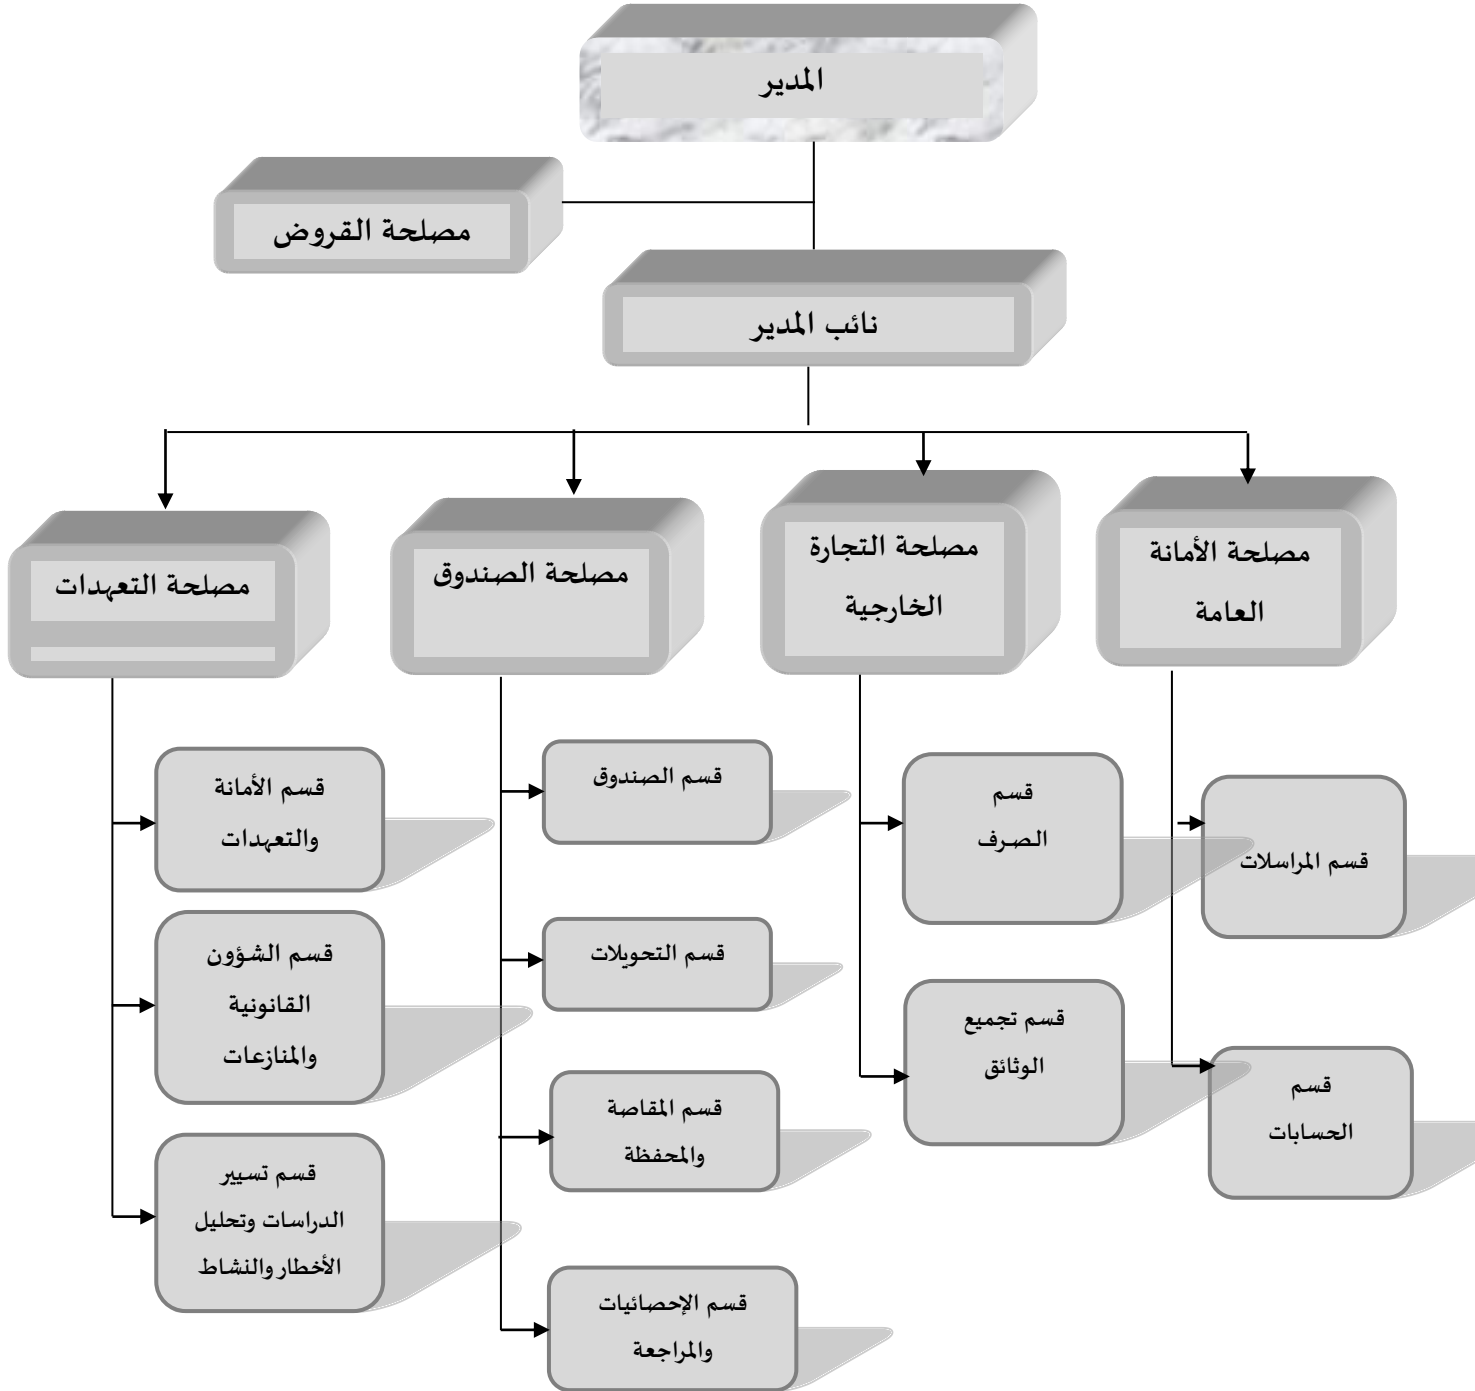 المدير
مصلحة القروض
نائب المدير
مصلحة الأمانة
العامة
مصلحة التجارة
الخارجية
مصلحة الصندوق
مصلحة التعهدات
قسم المراسلات
قسم
الحسابات
قسم
الصرف
قسم تجميع
الوثائق
قسم الصندوق
قسم التحويلات
قسم المقاصة
والمحفظة
قسم الإحصائيات
والمراجعة
قسم الأمانة
والتعهدات
قسم الشؤون
القانونية
والمنازعات
قسم تسيير
الدراسات وتحليل
الأخطار والنشاط